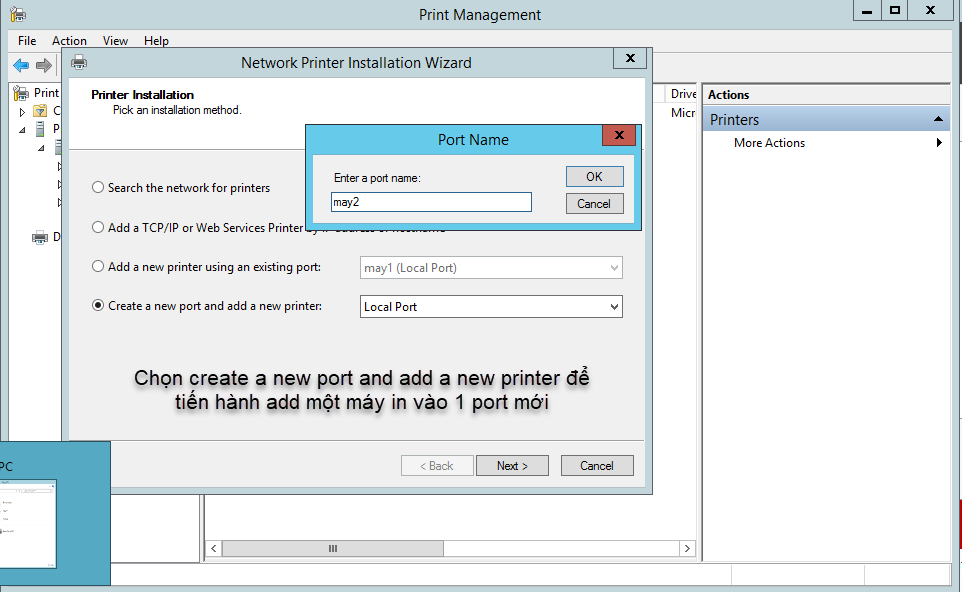 Print Management
File Action View Help
Network Printer Installation Wizard
Printer Installation
Pick an installation method.
Port Name
Enter a port name:
may2
OK
Cancel
Search the network for printers
Add a TCP/IP or Web Services Printer by IP address or hostname
Add a new printer using an existing port:
may1 (Local Port)
Create a new port and add a new printer:
Local Port
Chọn create a new port and add a new printer để
tiến hành add một máy in vào 1 port mới
< Back
Next >
Cancel
Print
C
P
D
Drive
Micr
Actions
Printers
More Actions
PC